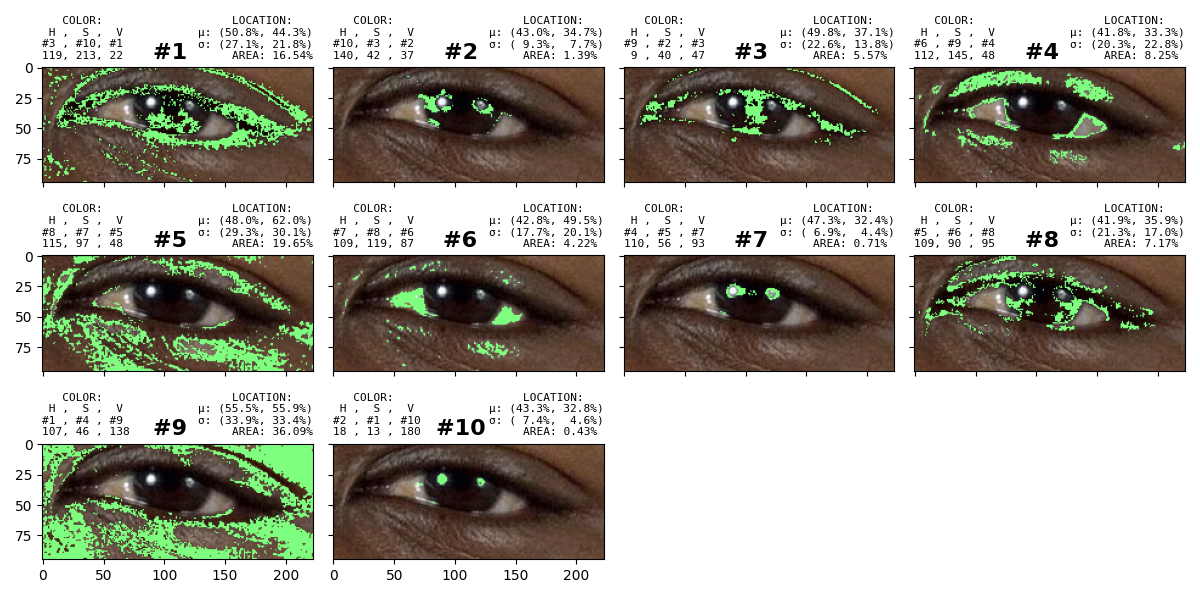 COLOR: LOCATION:
H , S , V μ: (50.8%, 44.3%)
#3 , #10, #1 σ: (27.1%, 21.8%)
119, 213, 22 #1 AREA: 16.54%
COLOR: LOCATION:
H , S , V μ: (43.0%, 34.7%)
#10, #3 , #2 σ: ( 9.3%, 7.7%)
140, 42 , 37 #2 AREA: 1.39%
COLOR: LOCATION:
H , S , V μ: (49.8%, 37.1%)
#9 , #2 , #3 σ: (22.6%, 13.8%)
9 , 40 , 47 #3 AREA: 5.57%
COLOR: LOCATION:
H , S , V μ: (41.8%, 33.3%)
#6 , #9 , #4 σ: (20.3%, 22.8%)
112, 145, 48 #4 AREA: 8.25%
0
25
50
75
COLOR: LOCATION:
H , S , V μ: (48.0%, 62.0%)
#8 , #7 , #5 σ: (29.3%, 30.1%)
115, 97 , 48 #5 AREA: 19.65%
COLOR: LOCATION:
H , S , V μ: (42.8%, 49.5%)
#7 , #8 , #6 σ: (17.7%, 20.1%)
109, 119, 87 #6 AREA: 4.22%
COLOR: LOCATION:
H , S , V μ: (47.3%, 32.4%)
#4 , #5 , #7 σ: ( 6.9%, 4.4%)
110, 56 , 93 #7 AREA: 0.71%
COLOR: LOCATION:
H , S , V μ: (41.9%, 35.9%)
#5 , #6 , #8 σ: (21.3%, 17.0%)
109, 90 , 95 #8 AREA: 7.17%
0
25
50
75
COLOR: LOCATION:
H , S , V μ: (55.5%, 55.9%)
#1 , #4 , #9 σ: (33.9%, 33.4%)
107, 46 , 138 #9 AREA: 36.09%
COLOR: LOCATION:
H , S , V μ: (43.3%, 32.8%)
#2 , #1 , #10 σ: ( 7.4%, 4.6%)
18 , 13 , 180 #10 AREA: 0.43%
0
25
50
75
0 50 100 150 200
0 50 100 150 200